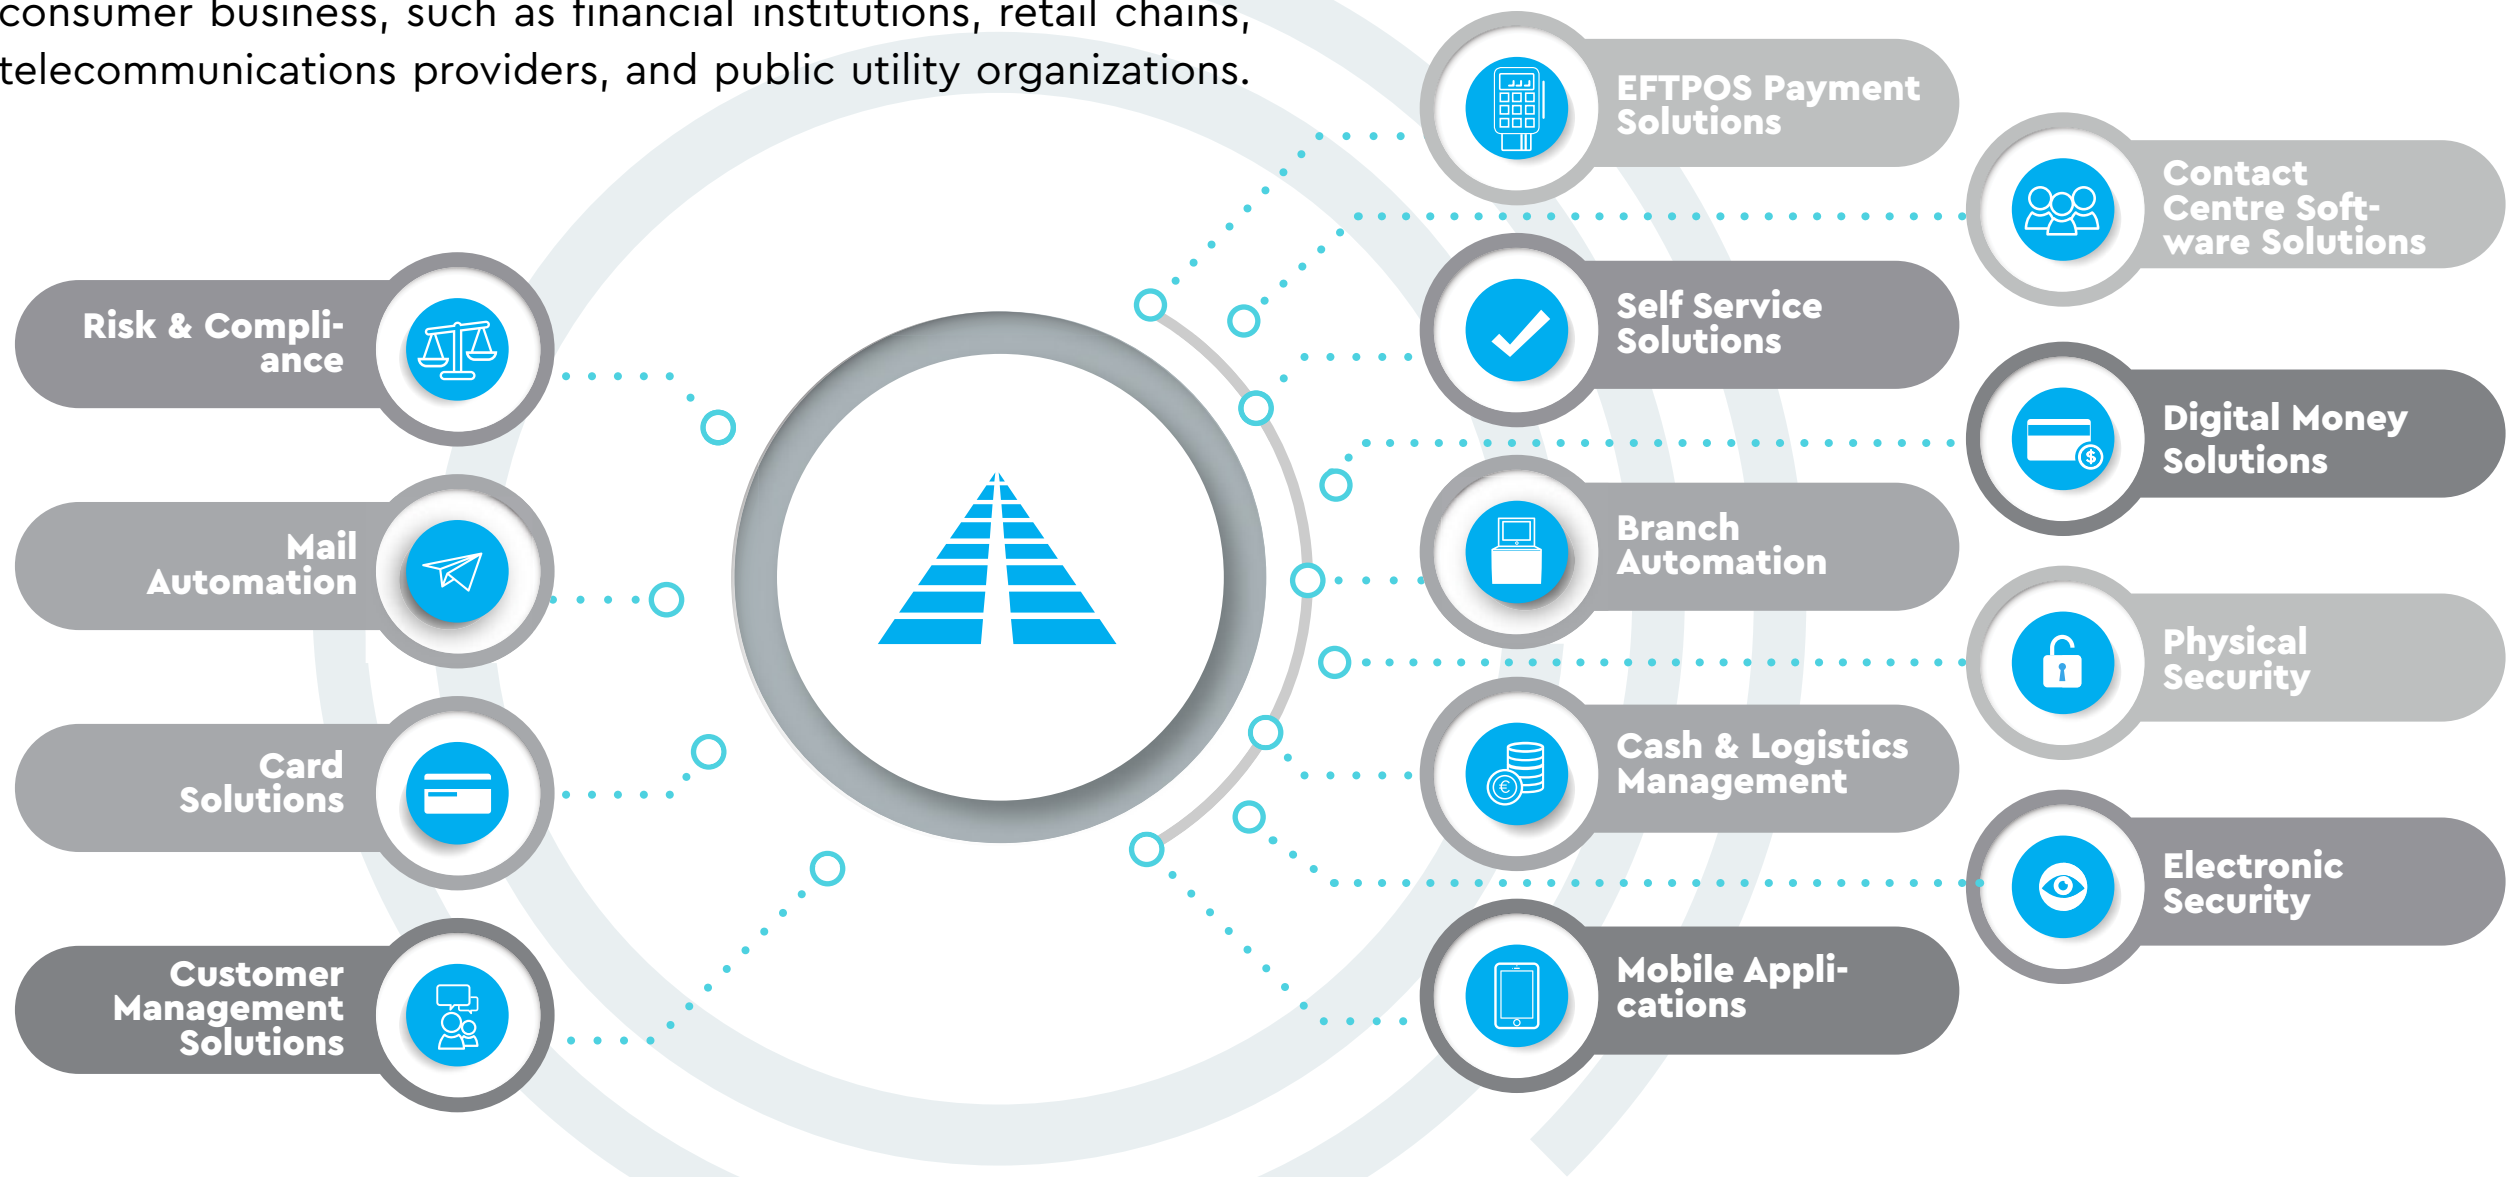 consumer business, such as financial institutions, retail chains,
telecommunications providers, and public utility organizations.
Risk & Compli-
ance
Mail
Automation
Card
Solutions
Customer
Management
Solutions
EFTPOS Payment
Solutions
Self Service
Solutions
Branch
Automation
Cash & Logistics
Management
Mobile Appli-
cations
Contact
Centre Soft-
ware Solutions
Digital Money
Solutions
Physical
Security
Electronic
Security